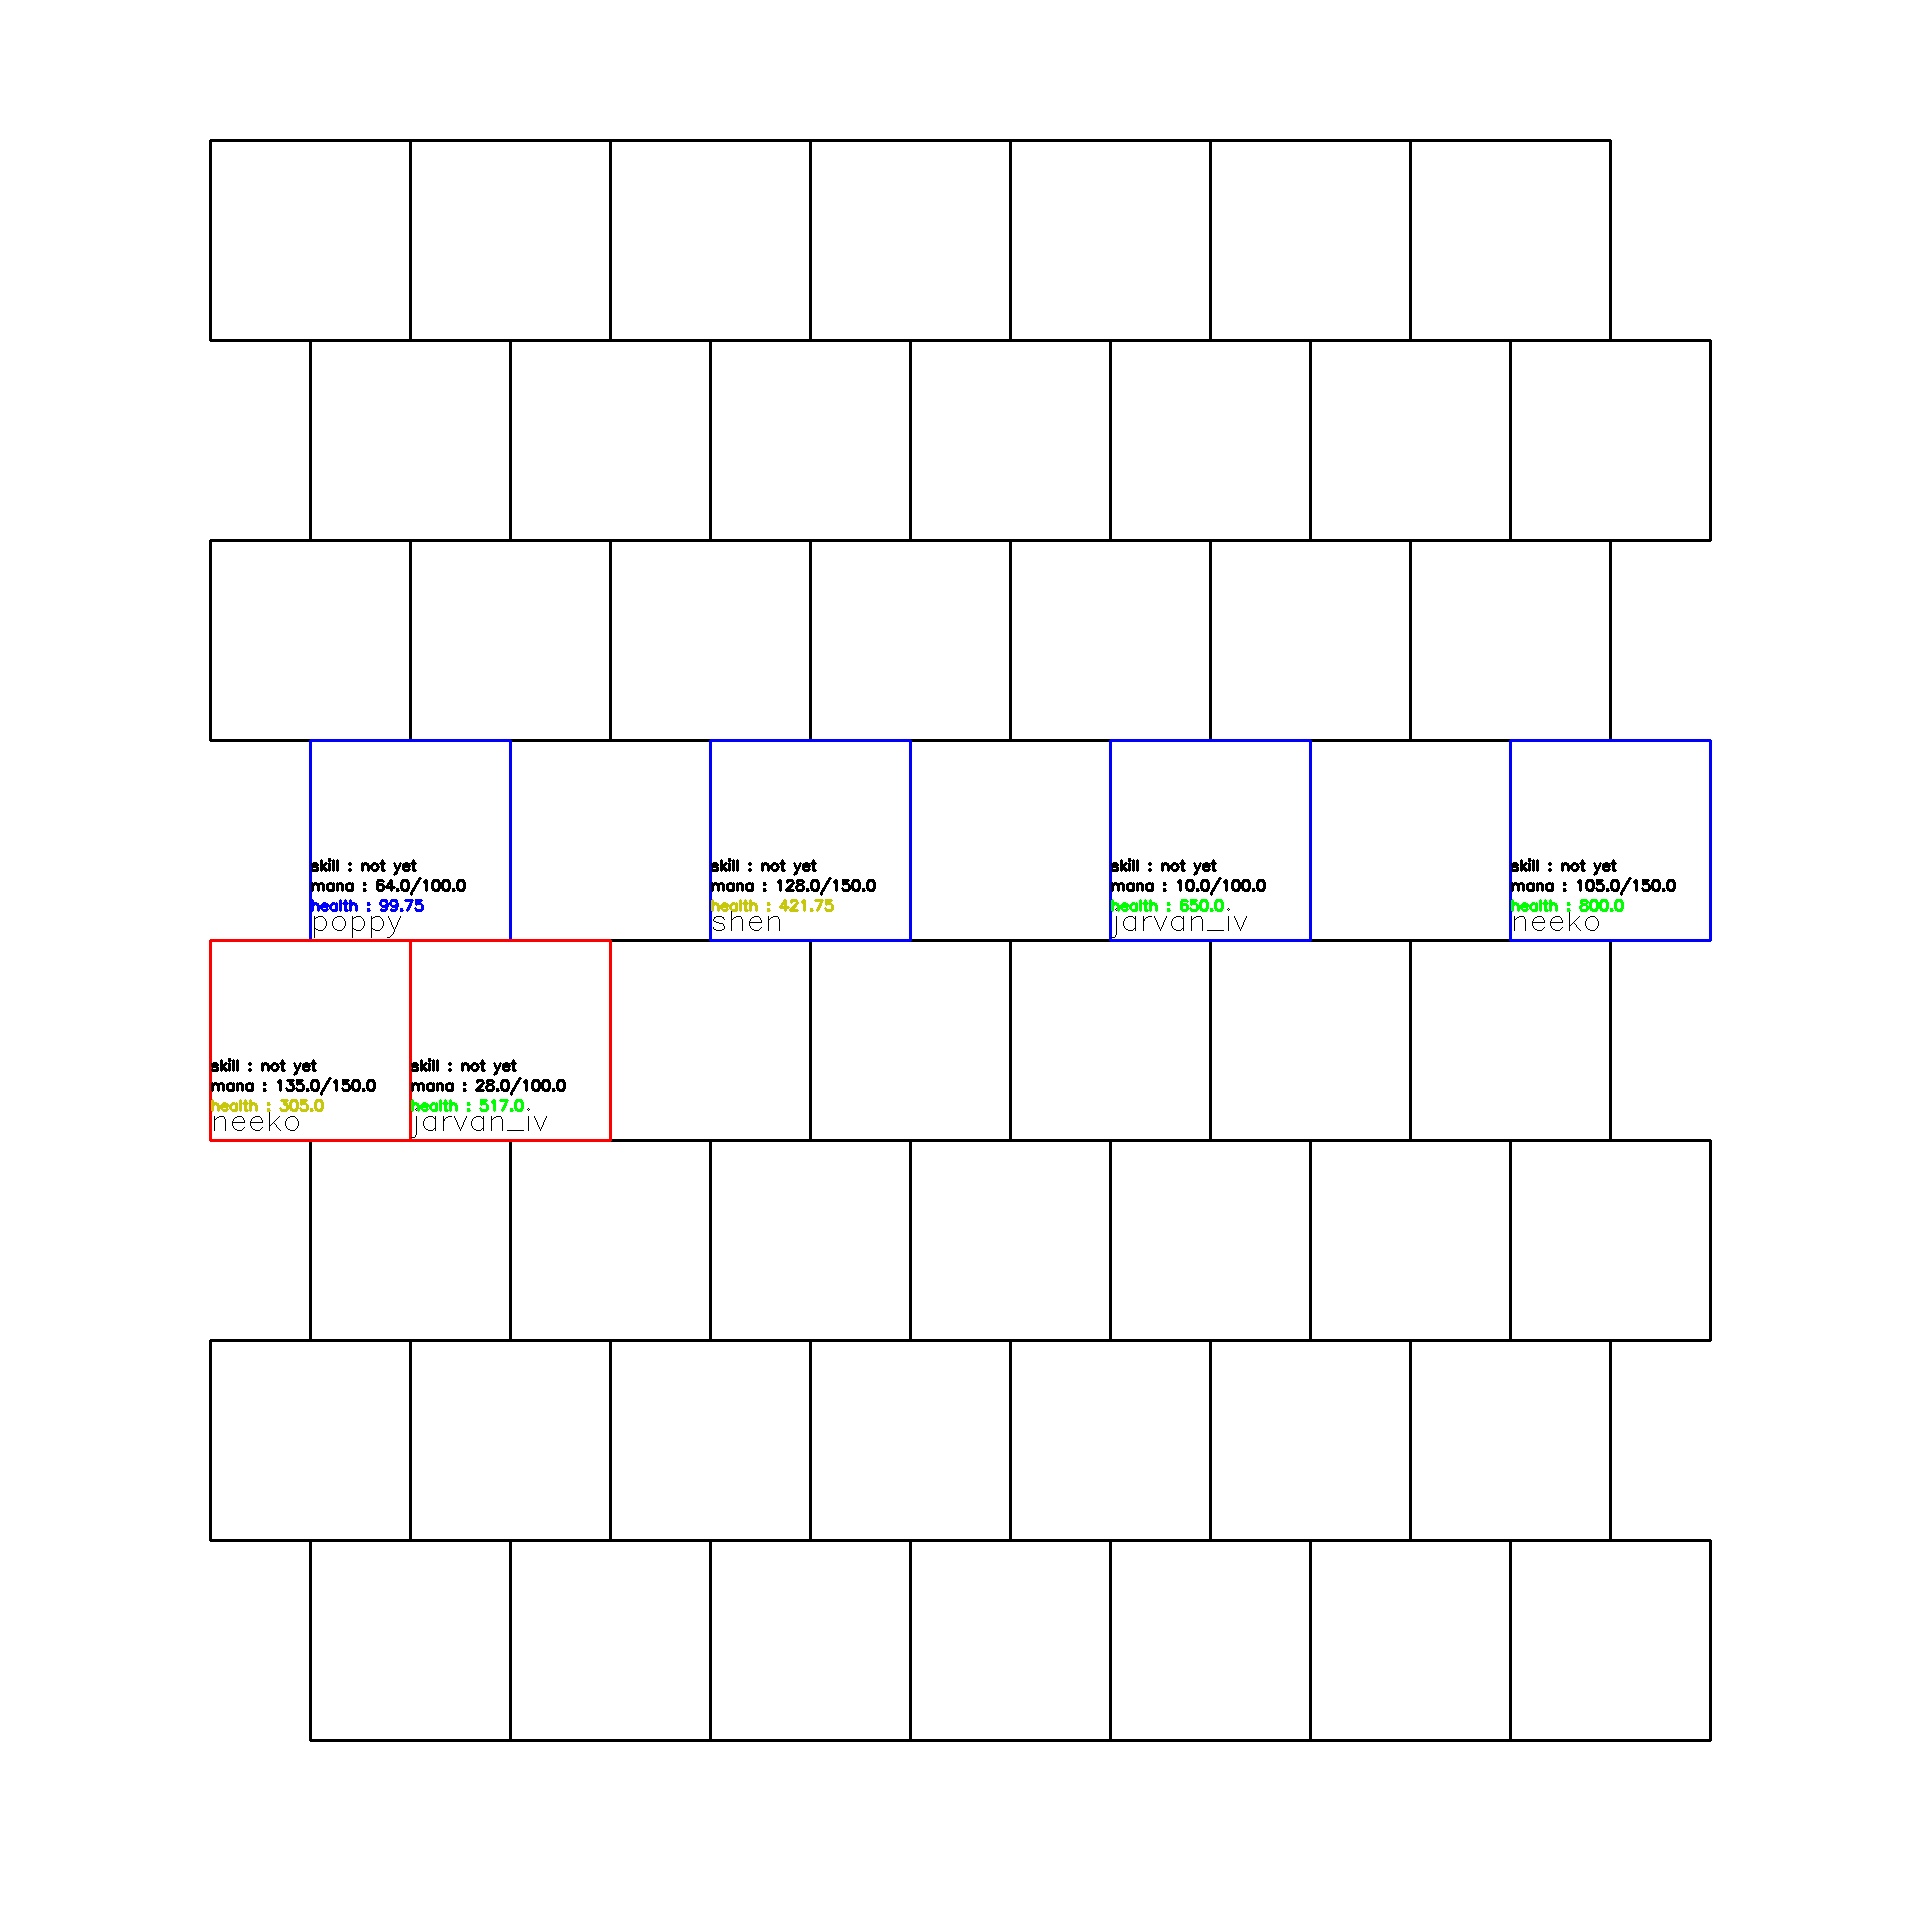 skill : not yet
mana : 64.0/100.0
health : 99.75
poppy
skill : not yet
mana : 128.0/150.0
health : 421.75
shen
skill : not yet
mana : 10.0/100.0
health : 650.0
jarvan_iv
skill : not yet
mana : 105.0/150.0
health : 800.0
neeko
skill : not yet
mana : 135.0/150.0
health : 305.0
neeko
skill : not yet
mana : 28.0/100.0
health : 517.0
jarvan_iv